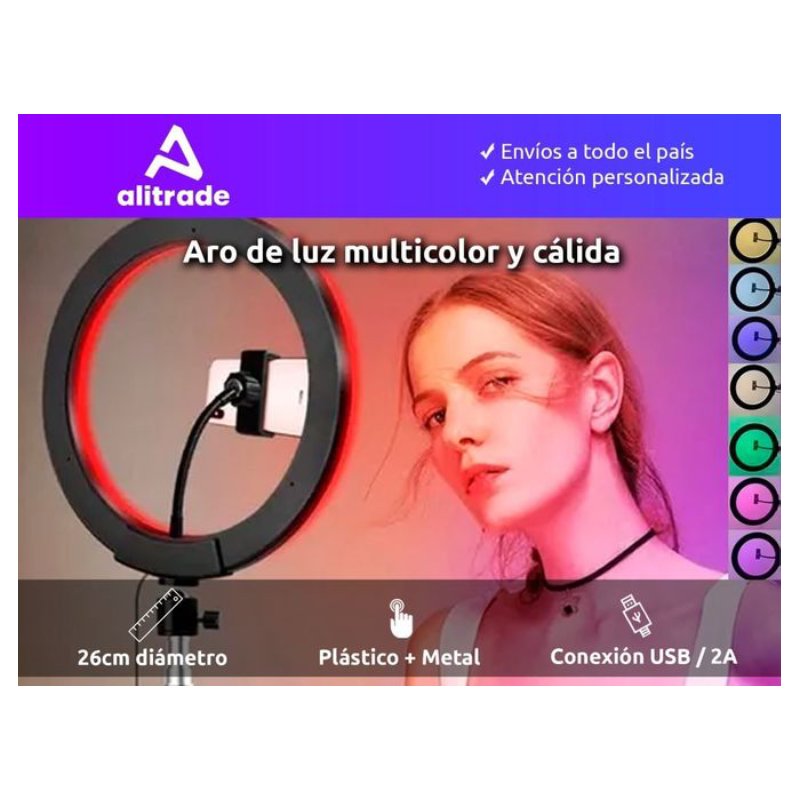 alitrade
Envíos a todo el país
Atención personalizada
Aro de luz multicolor y cálida
26cm diámetro
Plástico + Metal
Conexión USB / 2A